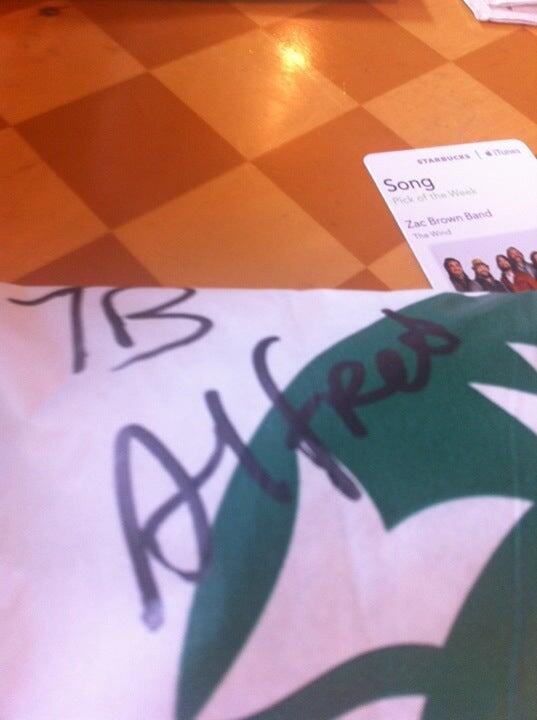 STARBUCKS | iTunes
Song
Pick of the Week
Zac Brown Band
The Wind
TB
Alfred